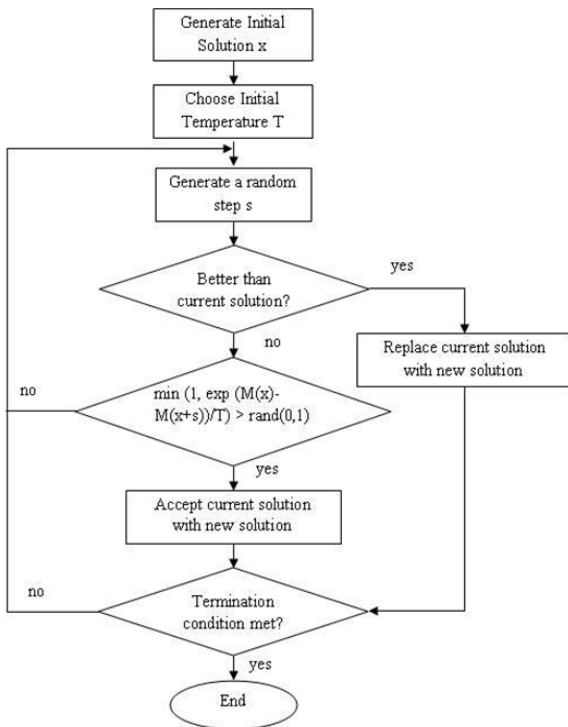 Generate Initial
Solution x
Choose Initial
Temperature T
Generate a random
step s
Better than
current solution?
yes
no
Replace current solution
with new solution
no
min (1, exp (M(x)-
M(x+s))/T) > rand(0,1)
yes
Accept current solution
with new solution
no
Termination
condition met?
yes
End